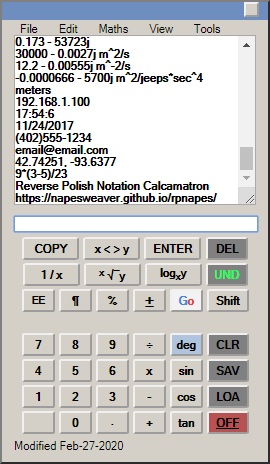 File Edit Maths View Tools
0.173 - 53723j
30000 - 0.0027j m^2/s
12.2 - 0.00555j m^-2/s
-0.0000666 - 5700j m^2/jeeps*sec^4
meters
192.168.1.100
17:54:6
11/24/2017
(402)555-1234
email@email.com
42.74251, -93.6377
9*(3-5)/23
Reverse Polish Notation Calcamatron
https://napesweaver.github.io/rpnapes/
COPY x < > y ENTER DEL
1 / x x√y logxy UND
EE ¶ % ± Go Shift
7 8 9 ÷ deg CLR
4 5 6 x sin SAV
1 2 3 - cos LOA
0 . + tan OFF
Modified Feb-27-2020